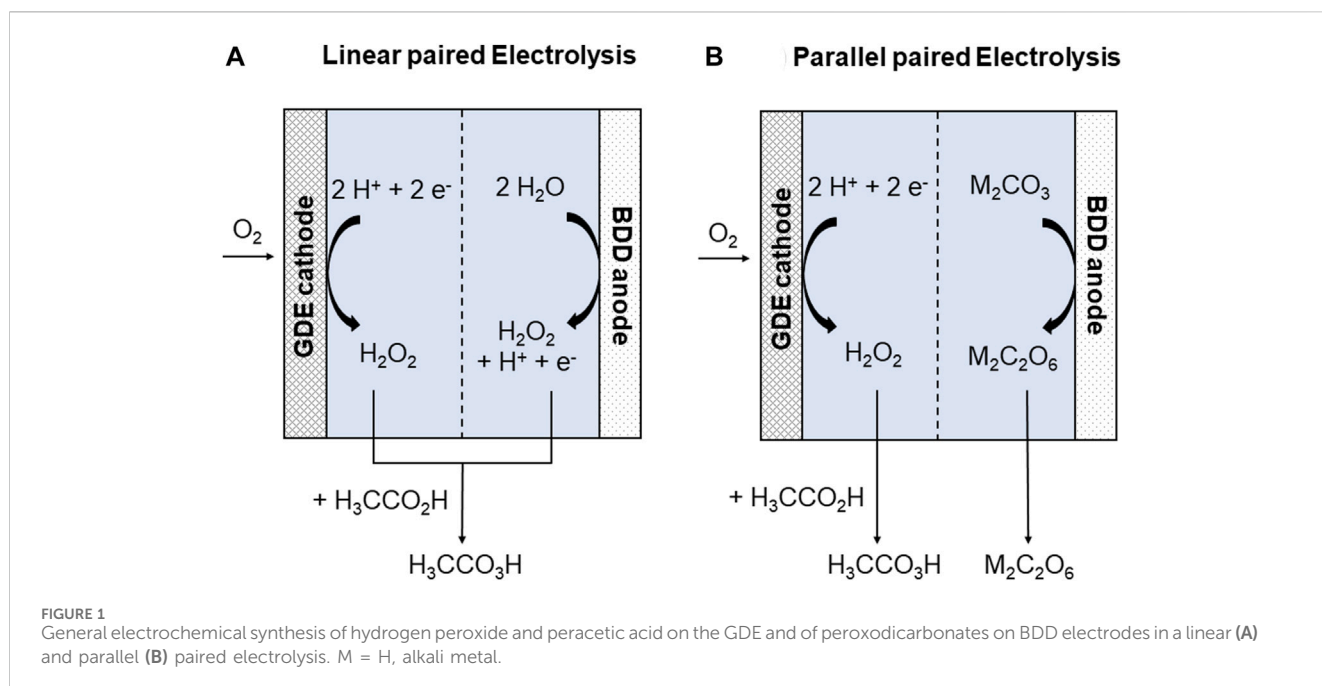 A Linear paired Electrolysis
GDE cathode
O₂
2 H⁺ + 2 e⁻
H₂O₂
2 H₂O
H₂O₂
+ H⁺ + e⁻
BDD anode
+ H₃CCO₂H
H₃CCO₃H
B Parallel paired Electrolysis
GDE cathode
O₂
2 H⁺ + 2 e⁻
H₂O₂
M₂CO₃
M₂C₂O₆
BDD anode
+ H₃CCO₂H
H₃CCO₃H
M₂C₂O₆
FIGURE 1
General electrochemical synthesis of hydrogen peroxide and peracetic acid on the GDE and of peroxodicarbonates on BDD electrodes in a linear (A)
and parallel (B) paired electrolysis. M = H, alkali metal.